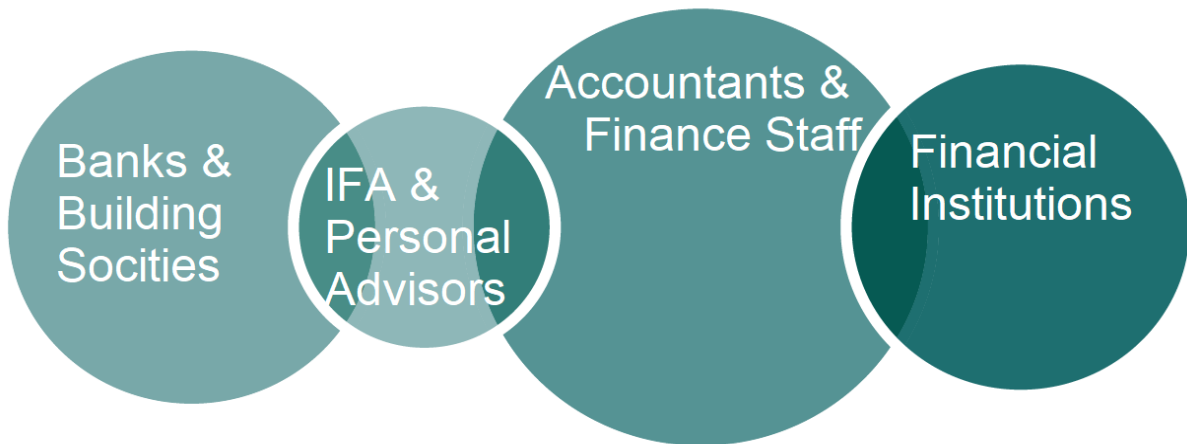 Banks &
Building
Socities
IFA &
Personal
Advisors
Accountants &
Finance Staff
Financial
Institutions